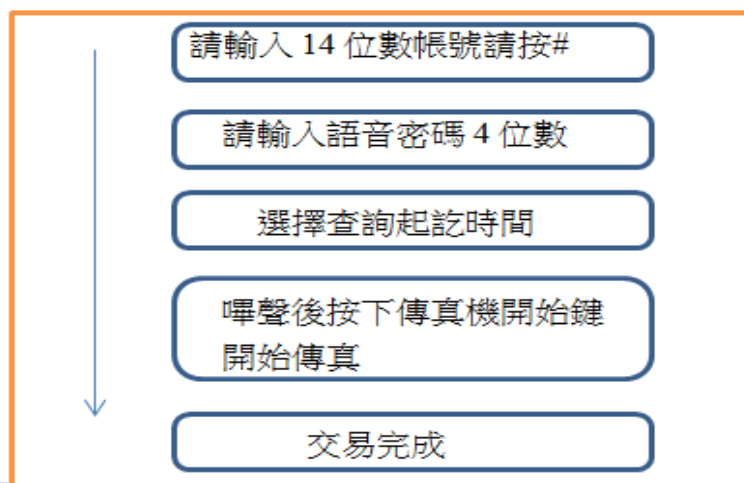 請輸入 14 位數帳號請按#
請輸入語音密碼 4 位數
選擇查詢起訖時間
嗶聲後按下傳真機開始鍵
開始傳真
交易完成